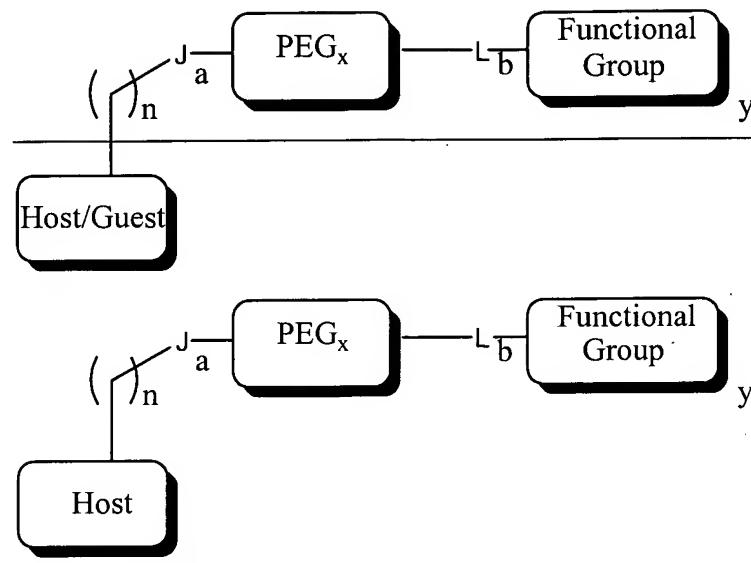 J a PEGₓ L b Functional Group y
( )n
Host/Guest
J a PEGₓ L b Functional Group y
( )n
Host